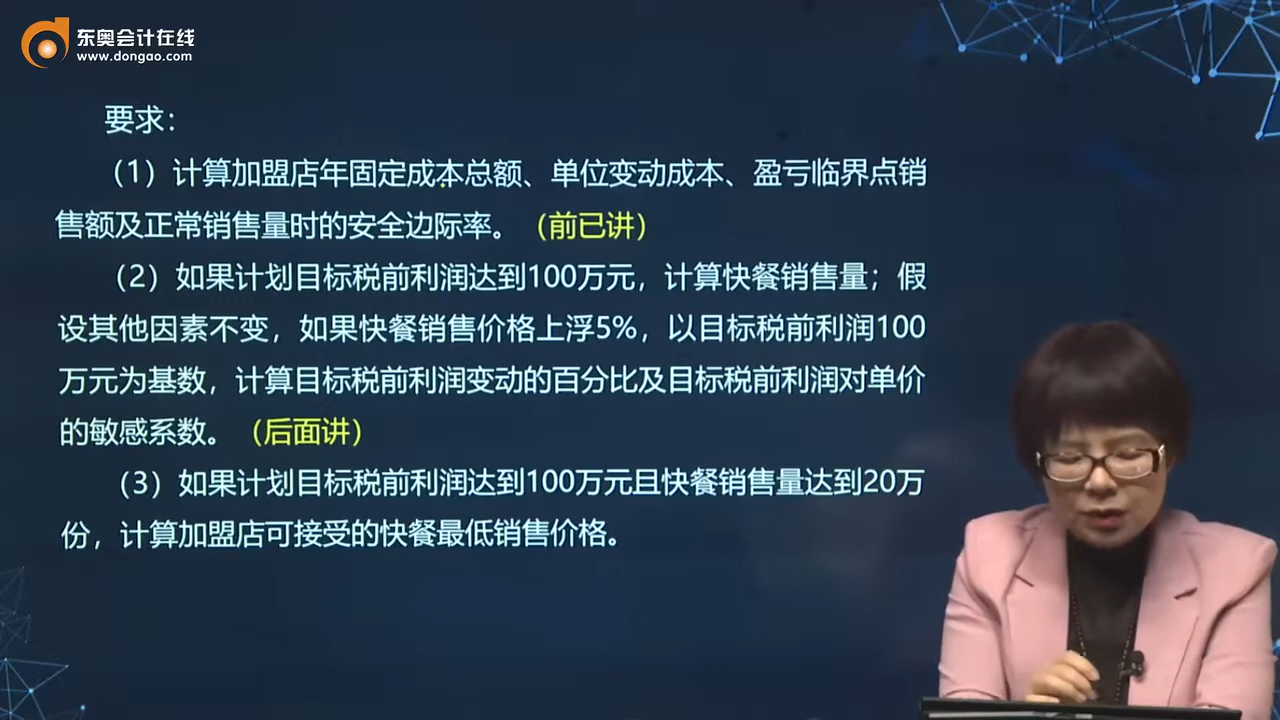 东奥会计在线
www.dongao.com
要求：
（1）计算加盟店年固定成本总额、单位变动成本、盈亏临界点销
售额及正常销售量时的安全边际率。（前已讲）
（2）如果计划目标税前利润达到100万元，计算快餐销售量；假
设其他因素不变，如果快餐销售价格上浮5%，以目标税前利润100
万元为基数，计算目标税前利润变动的百分比及目标税前利润对单价
的敏感系数。（后面讲）
（3）如果计划目标税前利润达到100万元且快餐销售量达到20万
份，计算加盟店可接受的快餐最低销售价格。